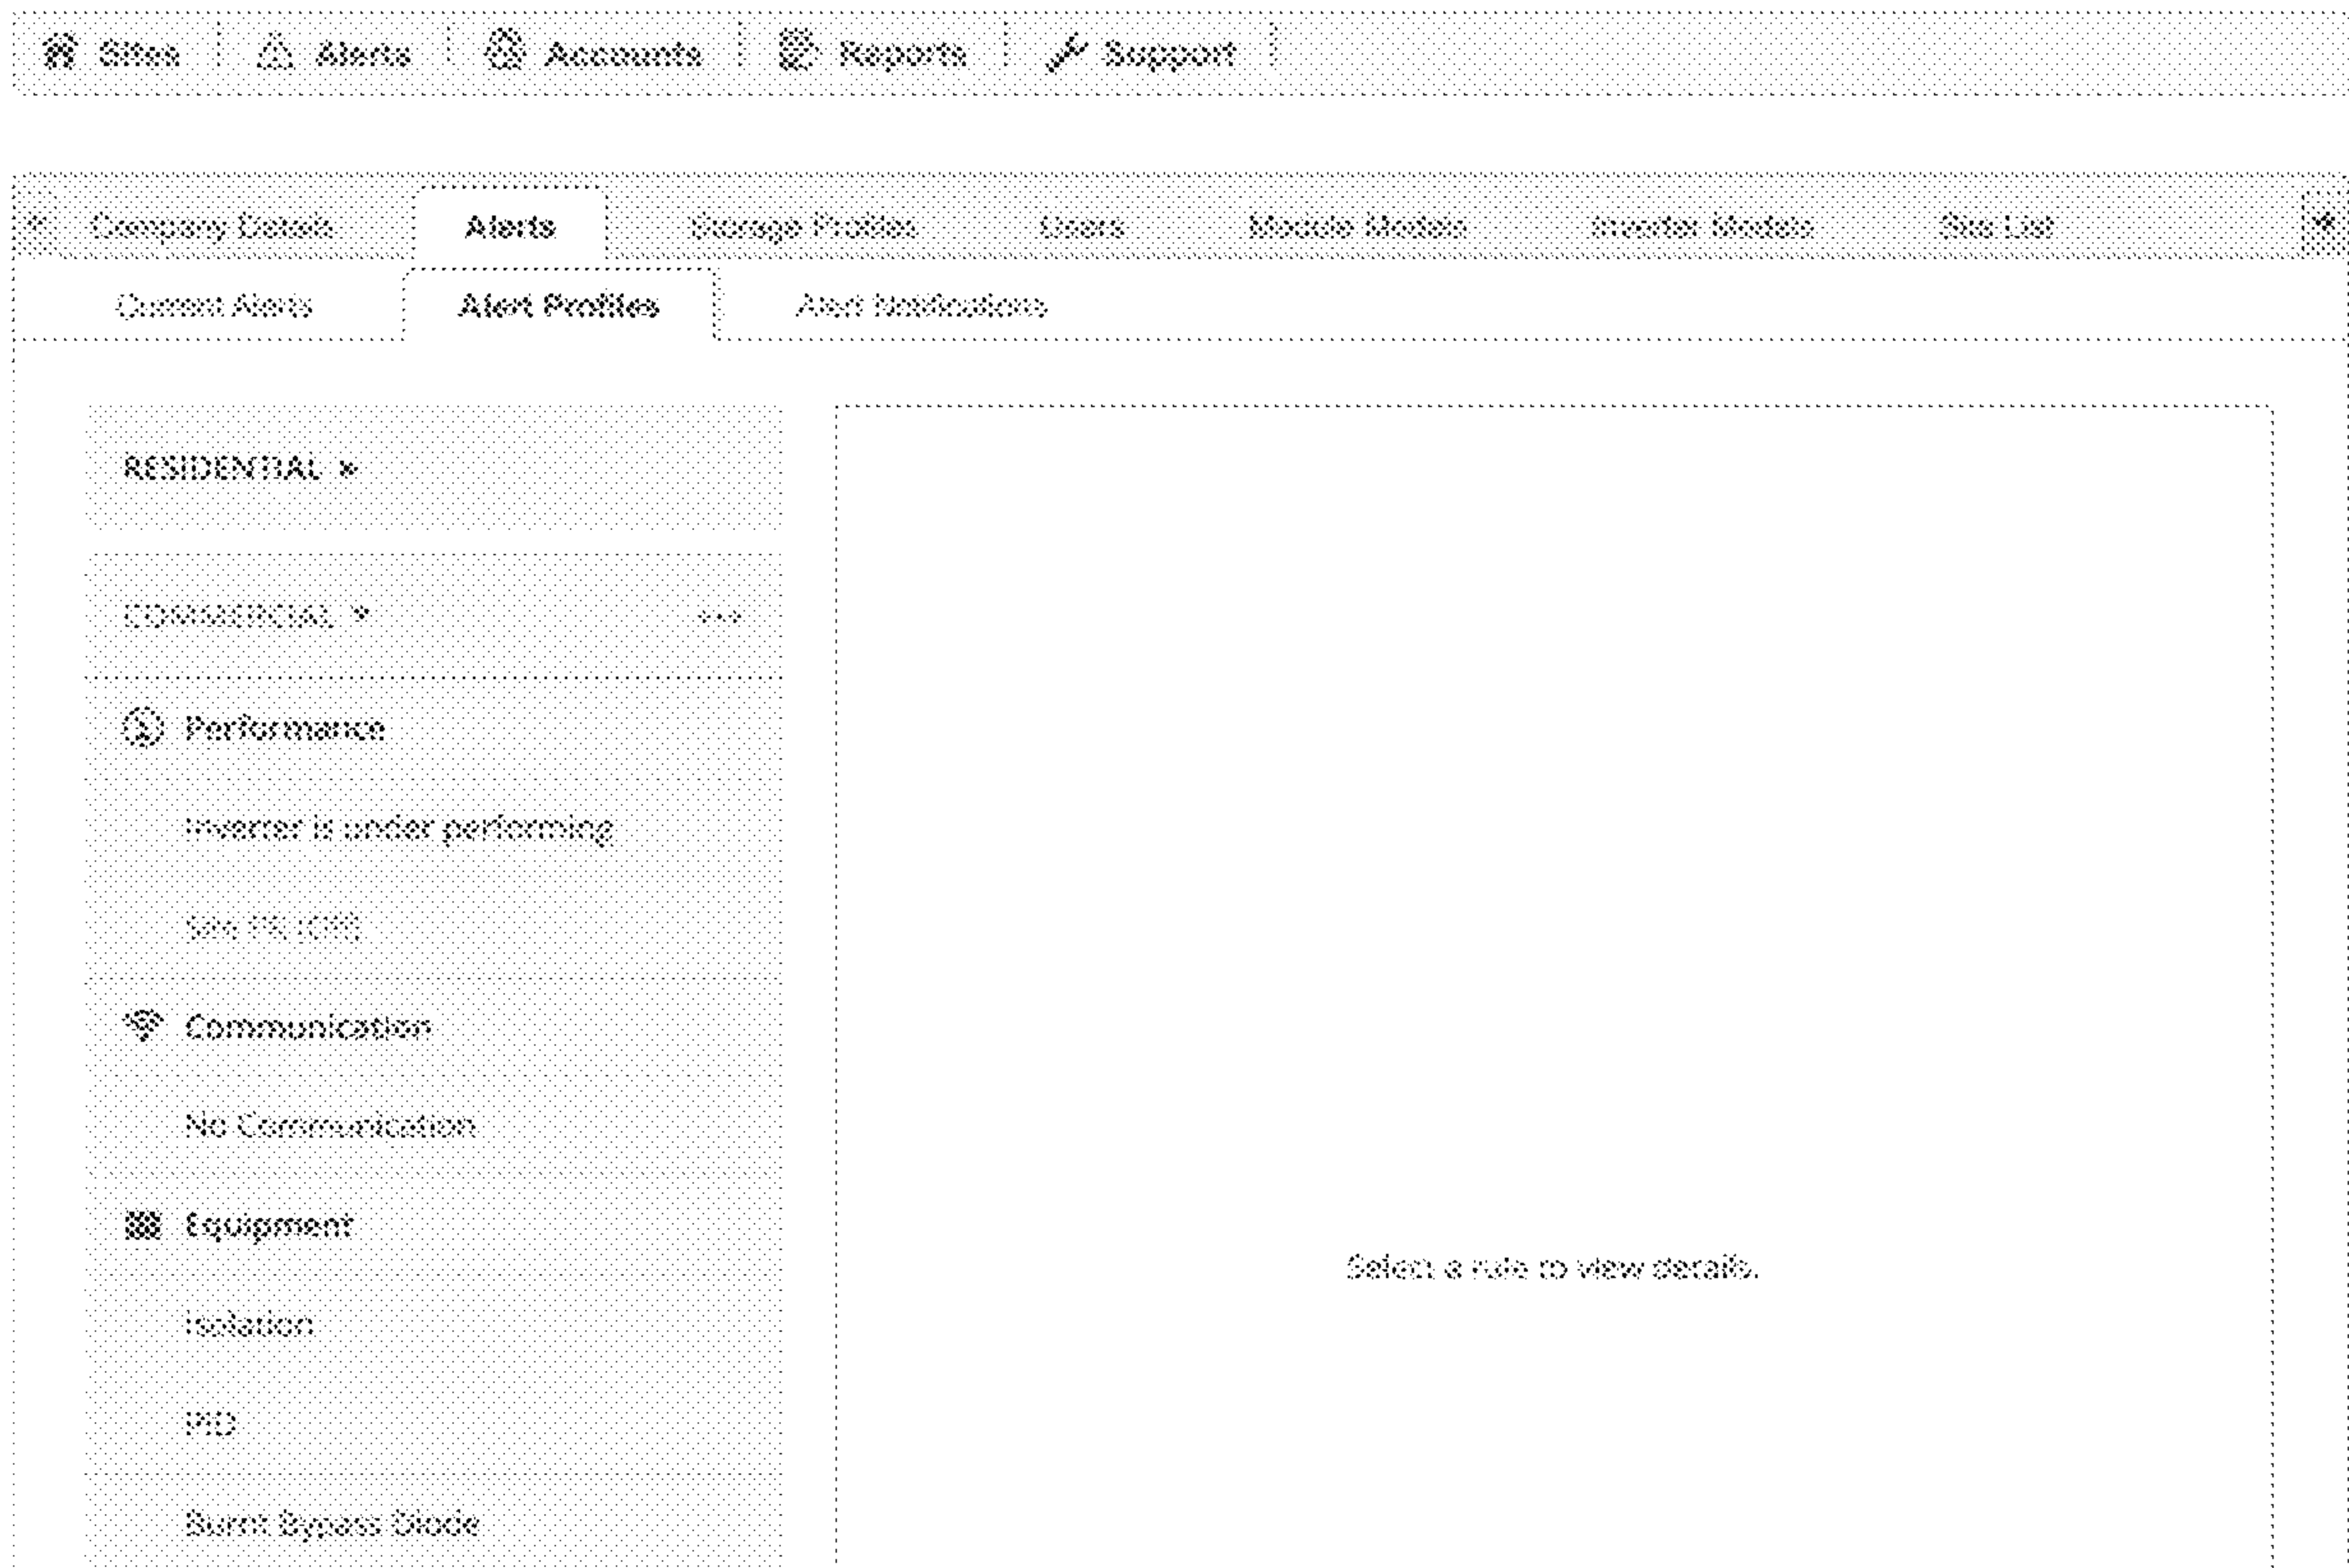 Sites Alerts Accounts Reports Support
Company Details Alerts Storage Profiles Users Module Models Inverter Models Site List
Current Alerts Alert Profiles Alert Notifications
RESIDENTIAL
COMMERCIAL ...
Performance
Inverter is under performing
Communication
No Communication
Equipment
Select a rule to view details.
Isolation
PID
Burnt Bypass Diode